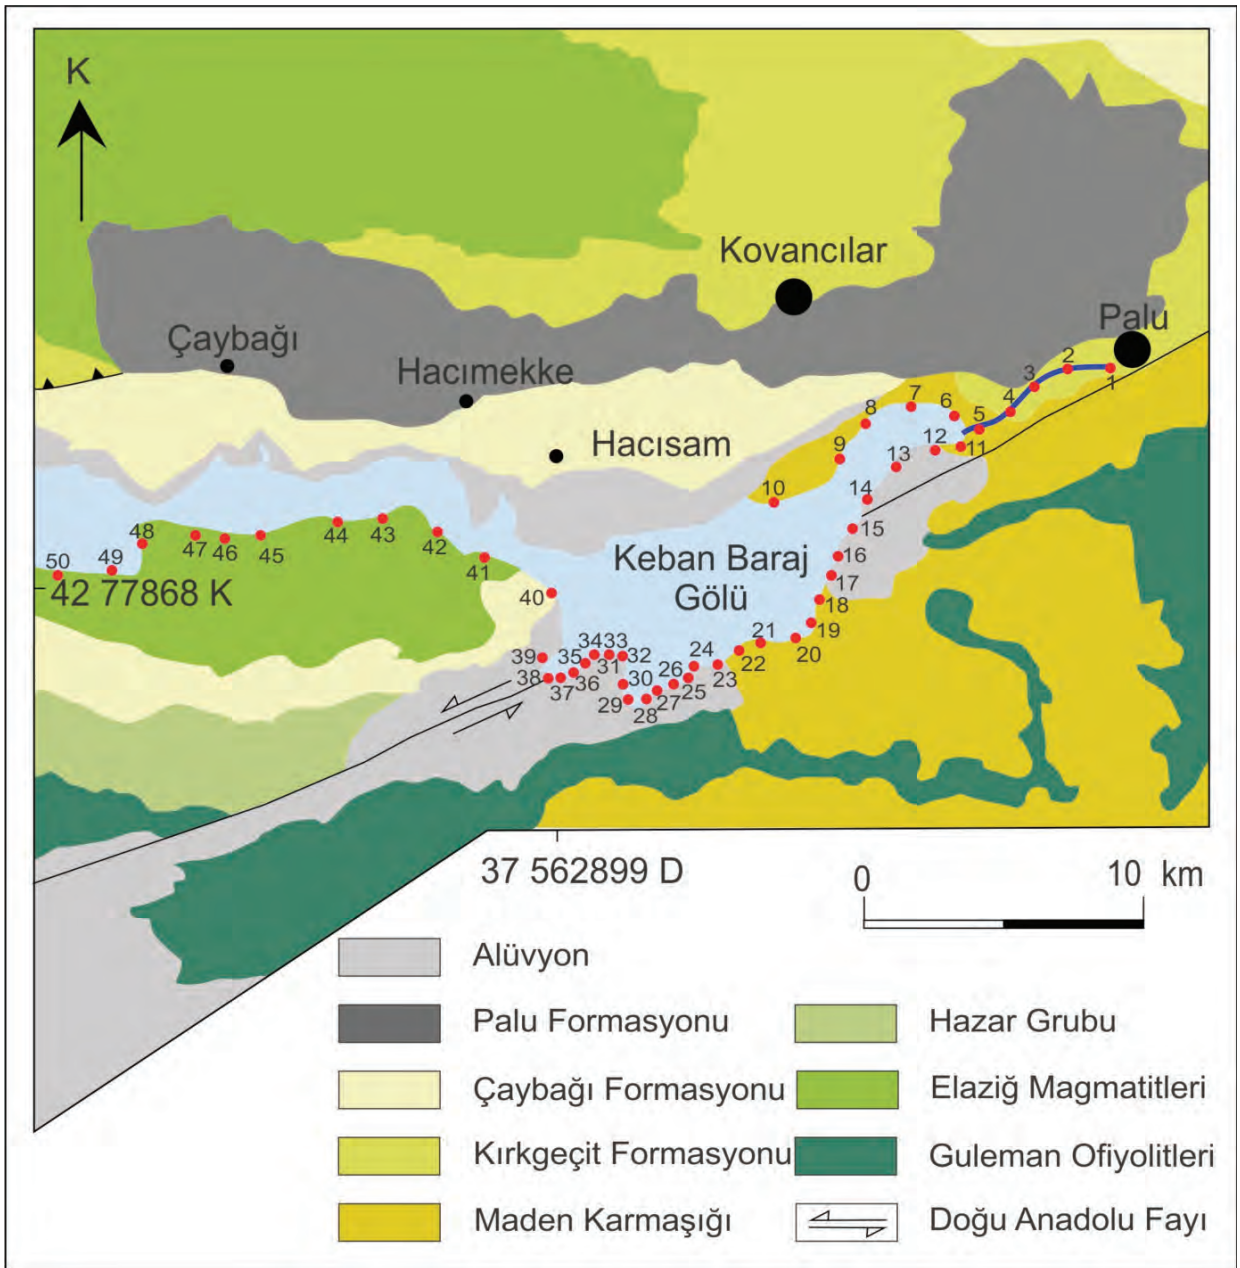 K
Kovancılar
Palu
Çaybağı
Hacımekke
Hacısam
1
2
3
4
5
6
7
8
9
10
11
12
13
14
15
16
17
18
19
20
21
22
23
24
25
26
27
28
29
30
31
32
33
34
35
36
37
38
39
40
41
42
43
44
45
46
47
48
49
50
Keban Baraj
Gölü
42 77868 K
37 562899 D
0 10 km
Alüvyon
Palu Formasyonu
Çaybağı Formasyonu
Kırkgeçit Formasyonu
Maden Karmaşığı
Hazar Grubu
Elaziğ Magmatitleri
Guleman Ofiyolitleri
Doğu Anadolu Fayı